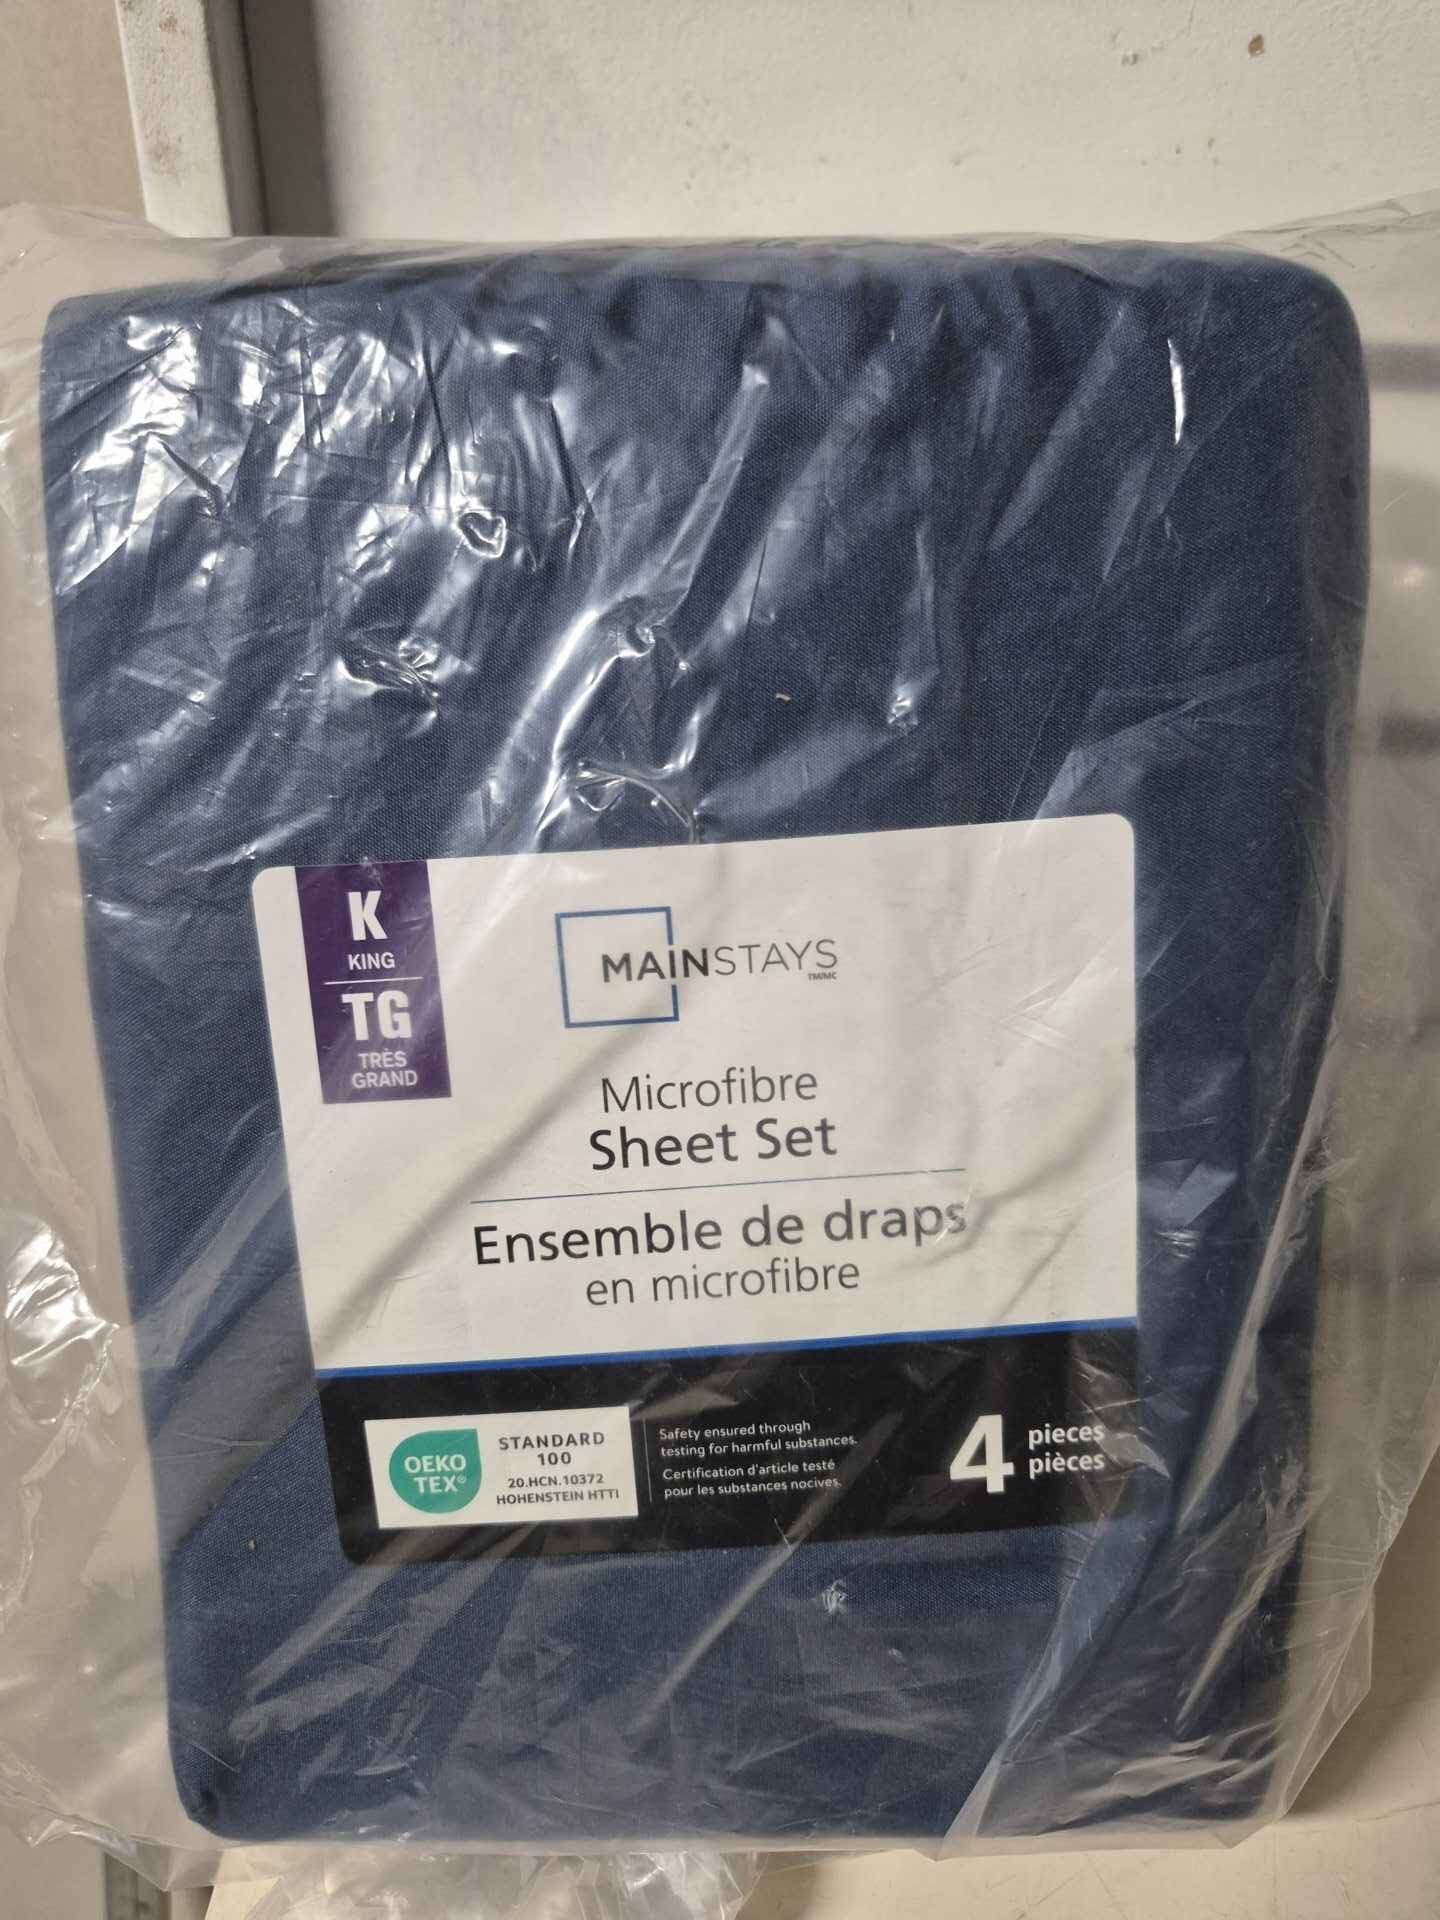 K
KING
TG
TRÈS
GRAND
MAINSTAYS
TM/MC
Microfibre
Sheet Set
Ensemble de draps
en microfibre
OEKO
TEX®
STANDARD
100
20.HCN.10372
HOHENSTEIN HTTI
Safety ensured through
testing for harmful substances.
Certification d'article testé
pour les substances nocives.
4 pieces
pièces